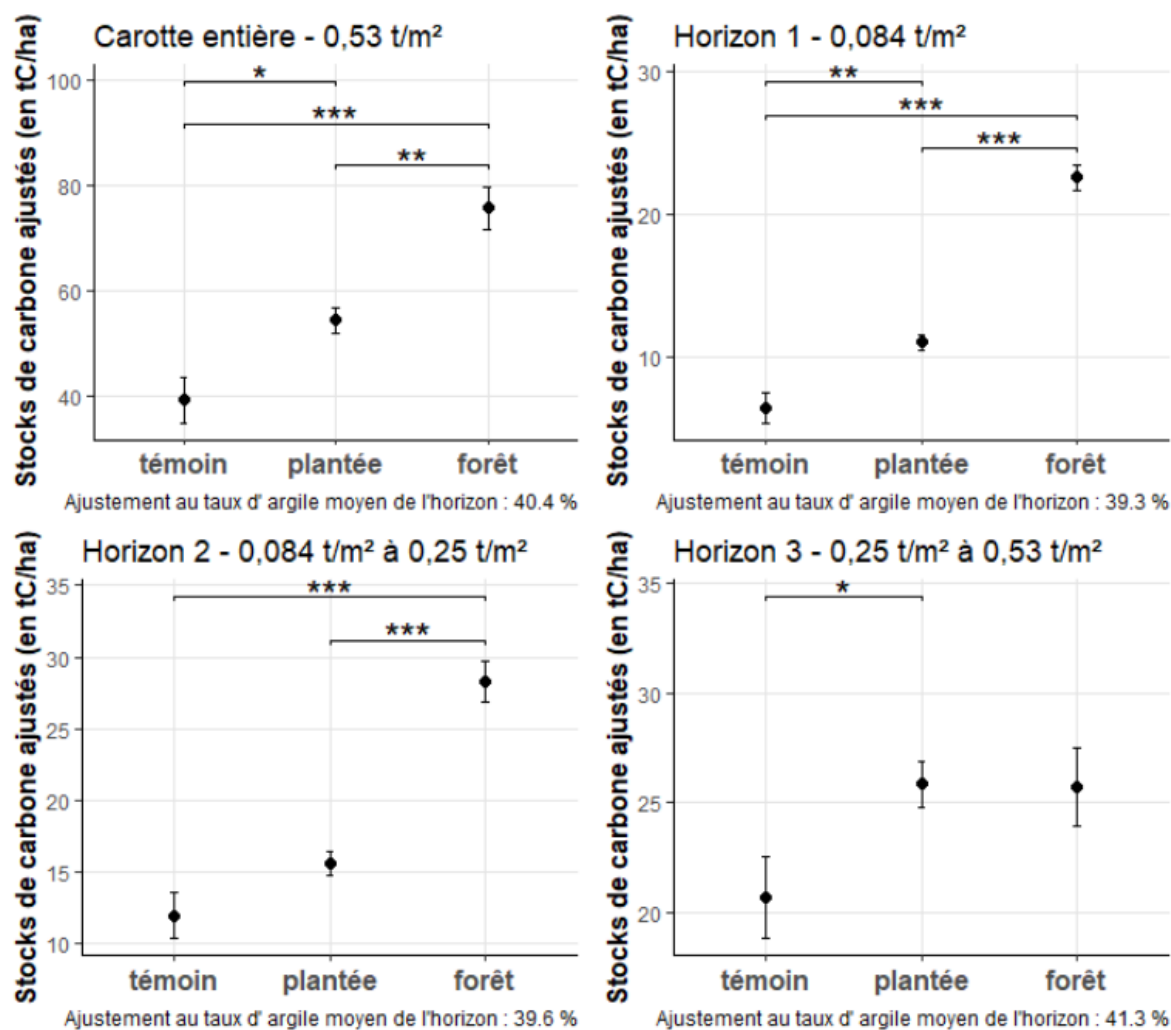 Carotte entière - 0,53 t/m²
Stocks de carbone ajustés (en tC/ha)
100
80
60
40
*
***
**
témoin plantée forêt
Ajustement au taux d' argile moyen de l'horizon : 40.4 %
Horizon 1 - 0,084 t/m²
Stocks de carbone ajustés (en tC/ha)
30
20
10
**
***
***
témoin plantée forêt
Ajustement au taux d' argile moyen de l'horizon : 39.3 %
Horizon 2 - 0,084 t/m² à 0,25 t/m²
Stocks de carbone ajustés (en tC/ha)
35
30
25
20
15
10
***
***
témoin plantée forêt
Ajustement au taux d' argile moyen de l'horizon : 39.6 %
Horizon 3 - 0,25 t/m² à 0,53 t/m²
Stocks de carbone ajustés (en tC/ha)
35
30
25
20
*
témoin plantée forêt
Ajustement au taux d' argile moyen de l'horizon : 41.3 %